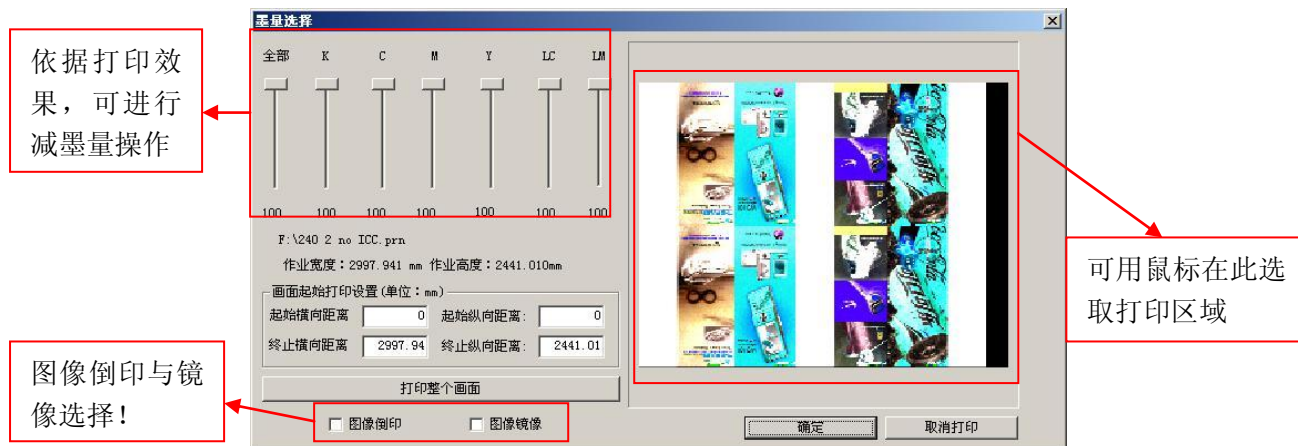 墨量选择
依据打印效
果，可进行
减墨量操作
全部 K C M Y LC LM
100 100 100 100 100 100 100
F:\240 2 no ICC.prn
作业宽度：2997.941 mm 作业高度：2441.010mm
画面起始打印设置(单位：mm)
起始横向距离 0 起始纵向距离: 0
终止横向距离 2997.94 终止纵向距离: 2441.01
打印整个画面
图像倒印 图像镜像
图像倒印与镜
像选择！
可用鼠标在此选
取打印区域
确定 取消打印